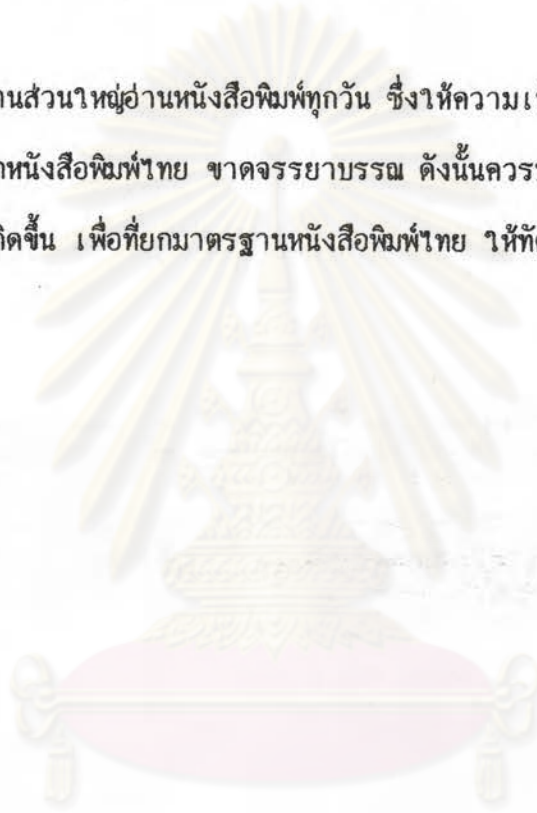 านส่วนใหญ่อ่านหนังสือพิมพ์ทุกวัน ซึ่งให้ความ
หนังสือพิมพ์ไทย ขาดจรรยาบรรณ ดังนั้นควร
กิดขึ้น เพื่อที่ยกมาตรฐานหนังสือพิมพ์ไทย ให้